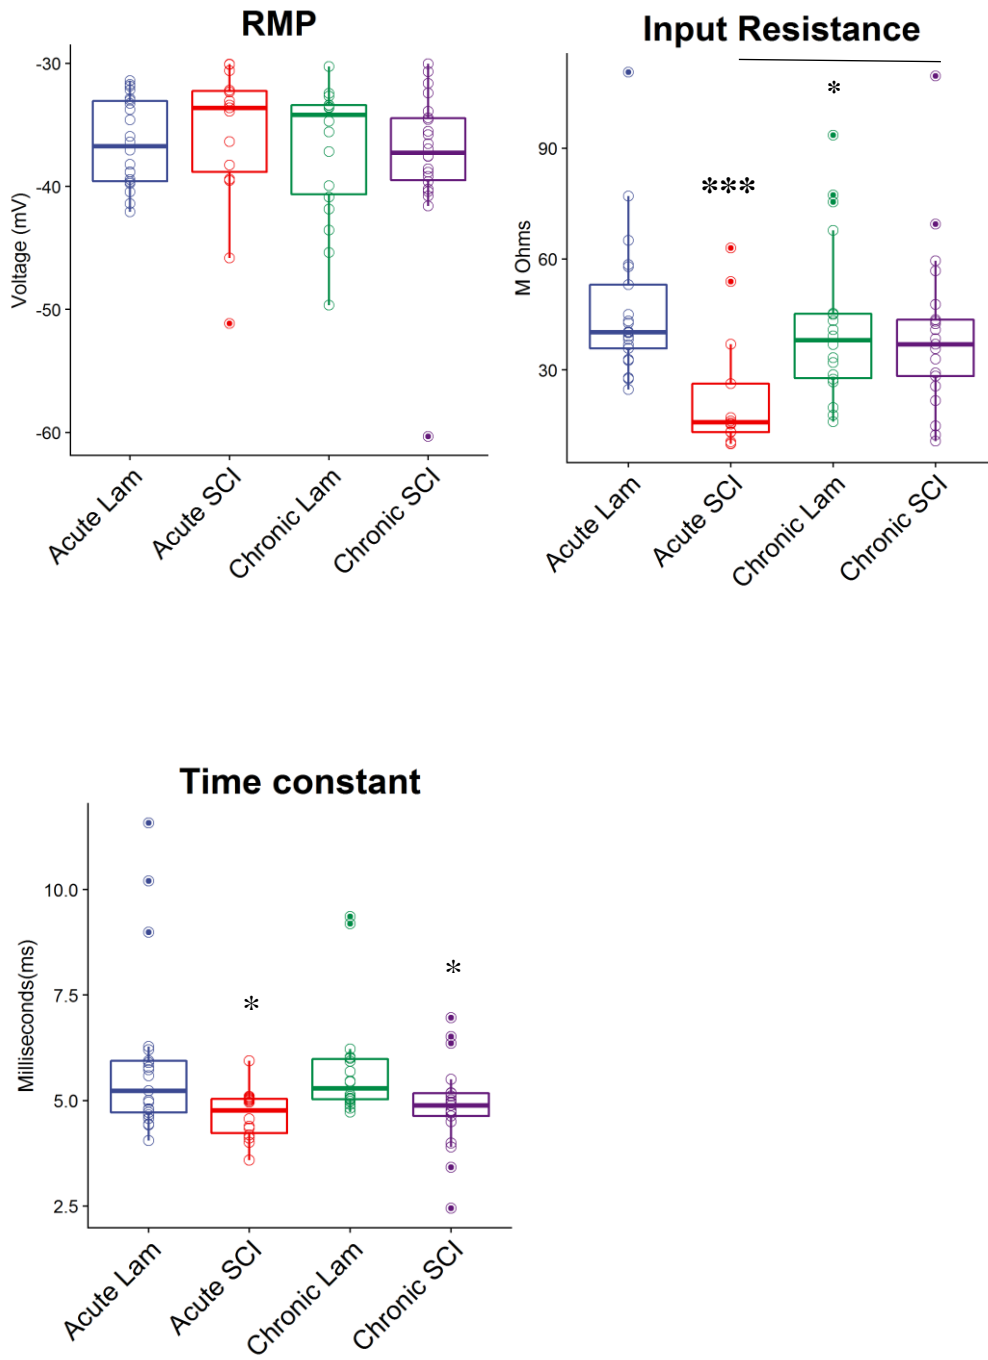 RMP
Voltage (mV)
-30
-40
-50
-60
Acute Lam
Acute SCI
Chronic Lam
Chronic SCI
Input Resistance
M Ohms
90
60
30
*
***
Acute Lam
Acute SCI
Chronic Lam
Chronic SCI
Time constant
Milliseconds(ms)
10.0
7.5
5.0
2.5
*
*
Acute Lam
Acute SCI
Chronic Lam
Chronic SCI